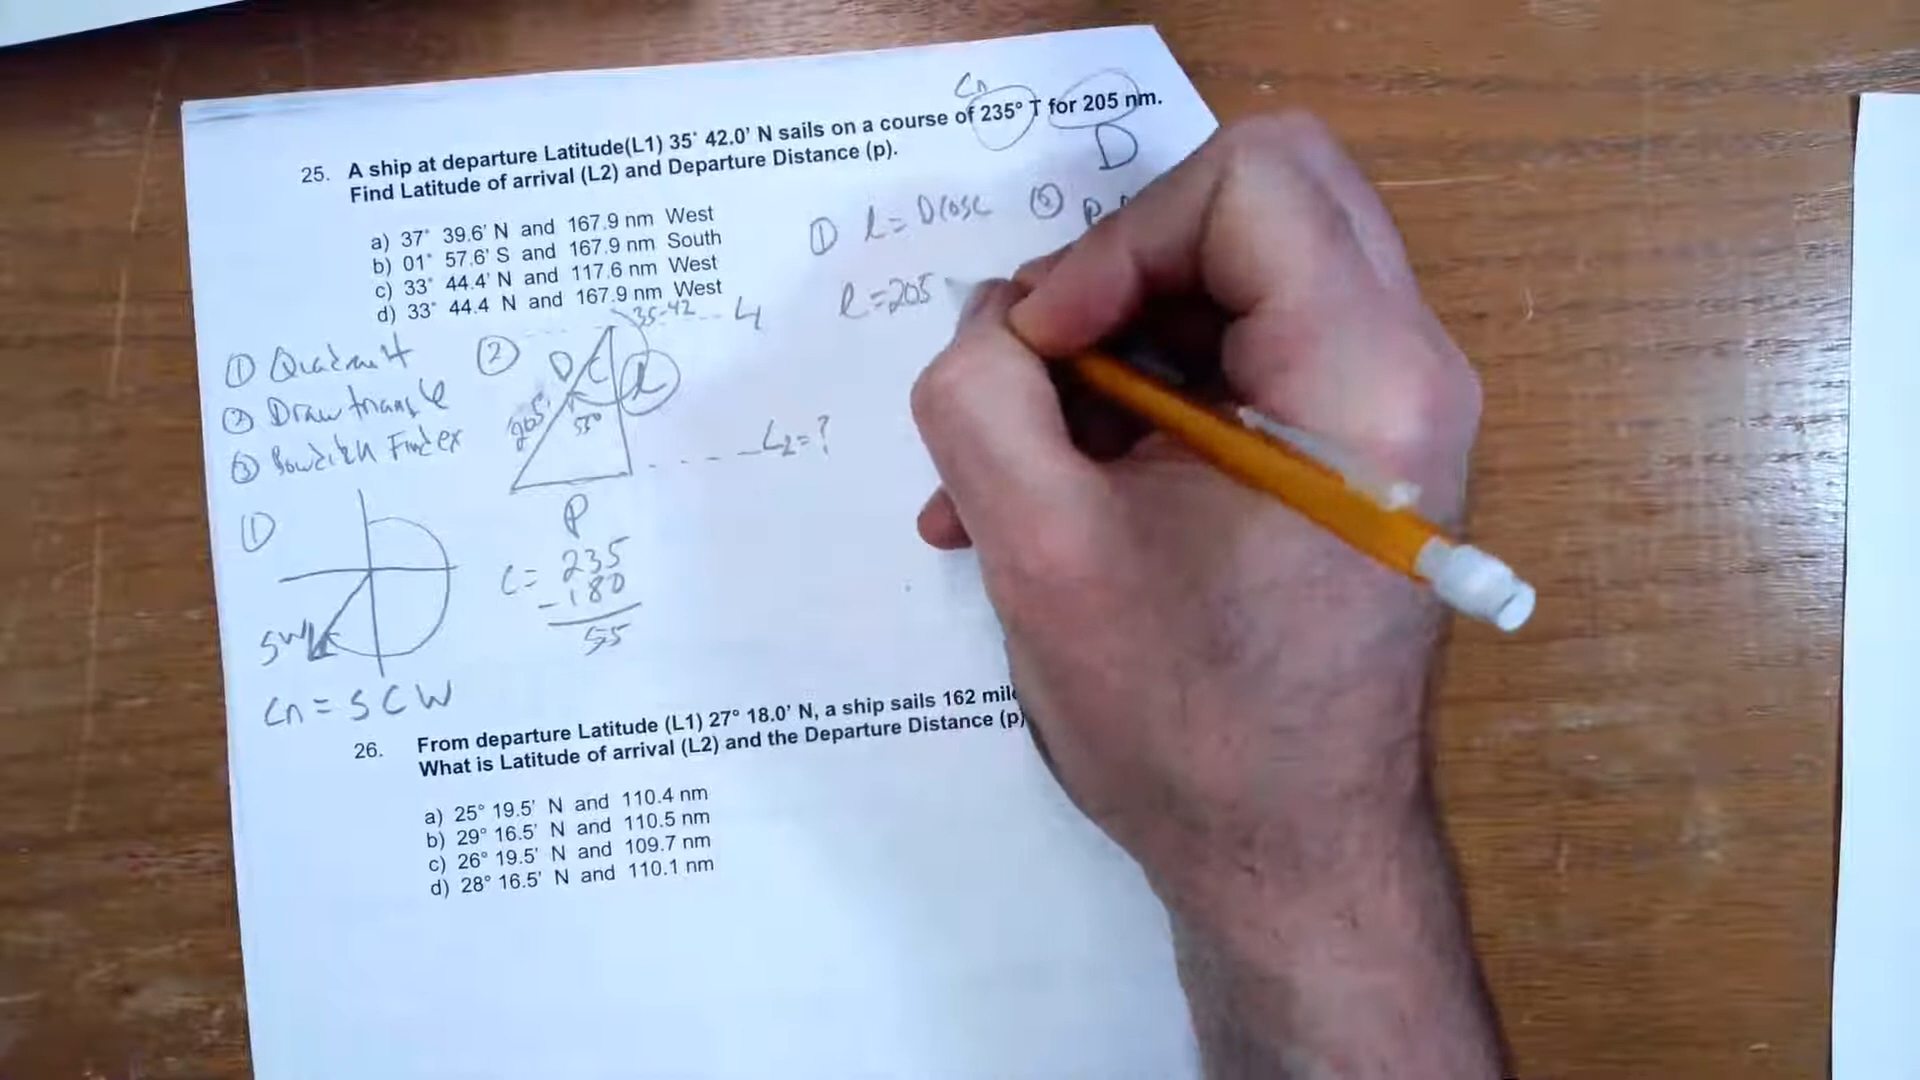 Cn
25. A ship at departure Latitude(L1) 35° 42.0' N sails on a course of 235° T for 205 nm.
Find Latitude of arrival (L2) and Departure Distance (p).
D
a) 37° 39.6' N and 167.9 nm West
b) 01° 57.6' S and 167.9 nm South
c) 33° 44.4' N and 117.6 nm West
d) 33° 44.4 N and 167.9 nm West
① l = D cos C
l = 205
① Quadrant
② Draw triangle
③ Bowditch Index
②
35-42 L1
D C l
205
55°
L2 = ?
P
①
SW
Cn = S C W
C = 235
- 180
55
26. From departure Latitude (L1) 27° 18.0' N, a ship sails 162
What is Latitude of arrival (L2) and the Departure Distance (p)
a) 25° 19.5' N and 110.4 nm
b) 29° 16.5' N and 110.5 nm
c) 26° 19.5' N and 109.7 nm
d) 28° 16.5' N and 110.1 nm